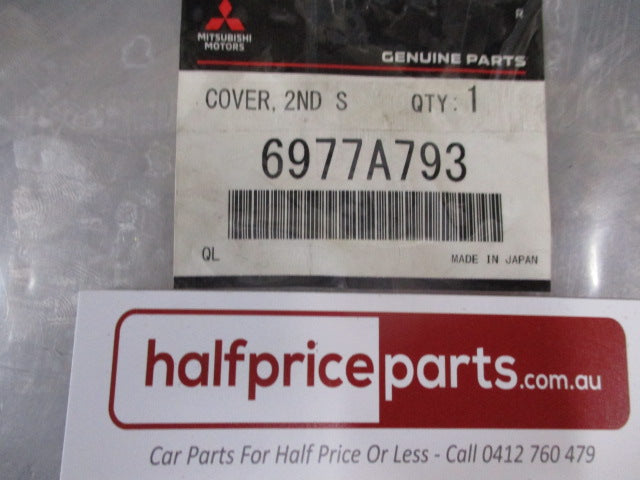 MITSUBISHI
MOTORS
R
GENUINE PARTS
COVER, 2ND S QTY: 1
6977A793
QL MADE IN JAPAN
halfpriceparts.com.au
Car Parts For Half Price Or Less - Call 0412 760 479